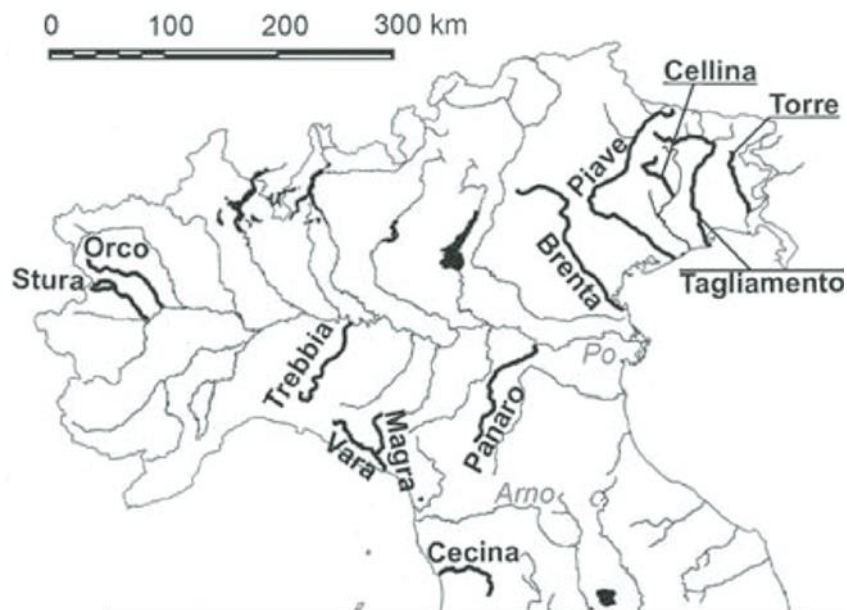 0 100 200 300 km
Cellina
Torre
Piave
Orco
Stura
Brenta
Tagliamento
Trebbia
Po
Panaro
Magra
Vara
Arno
Cecina